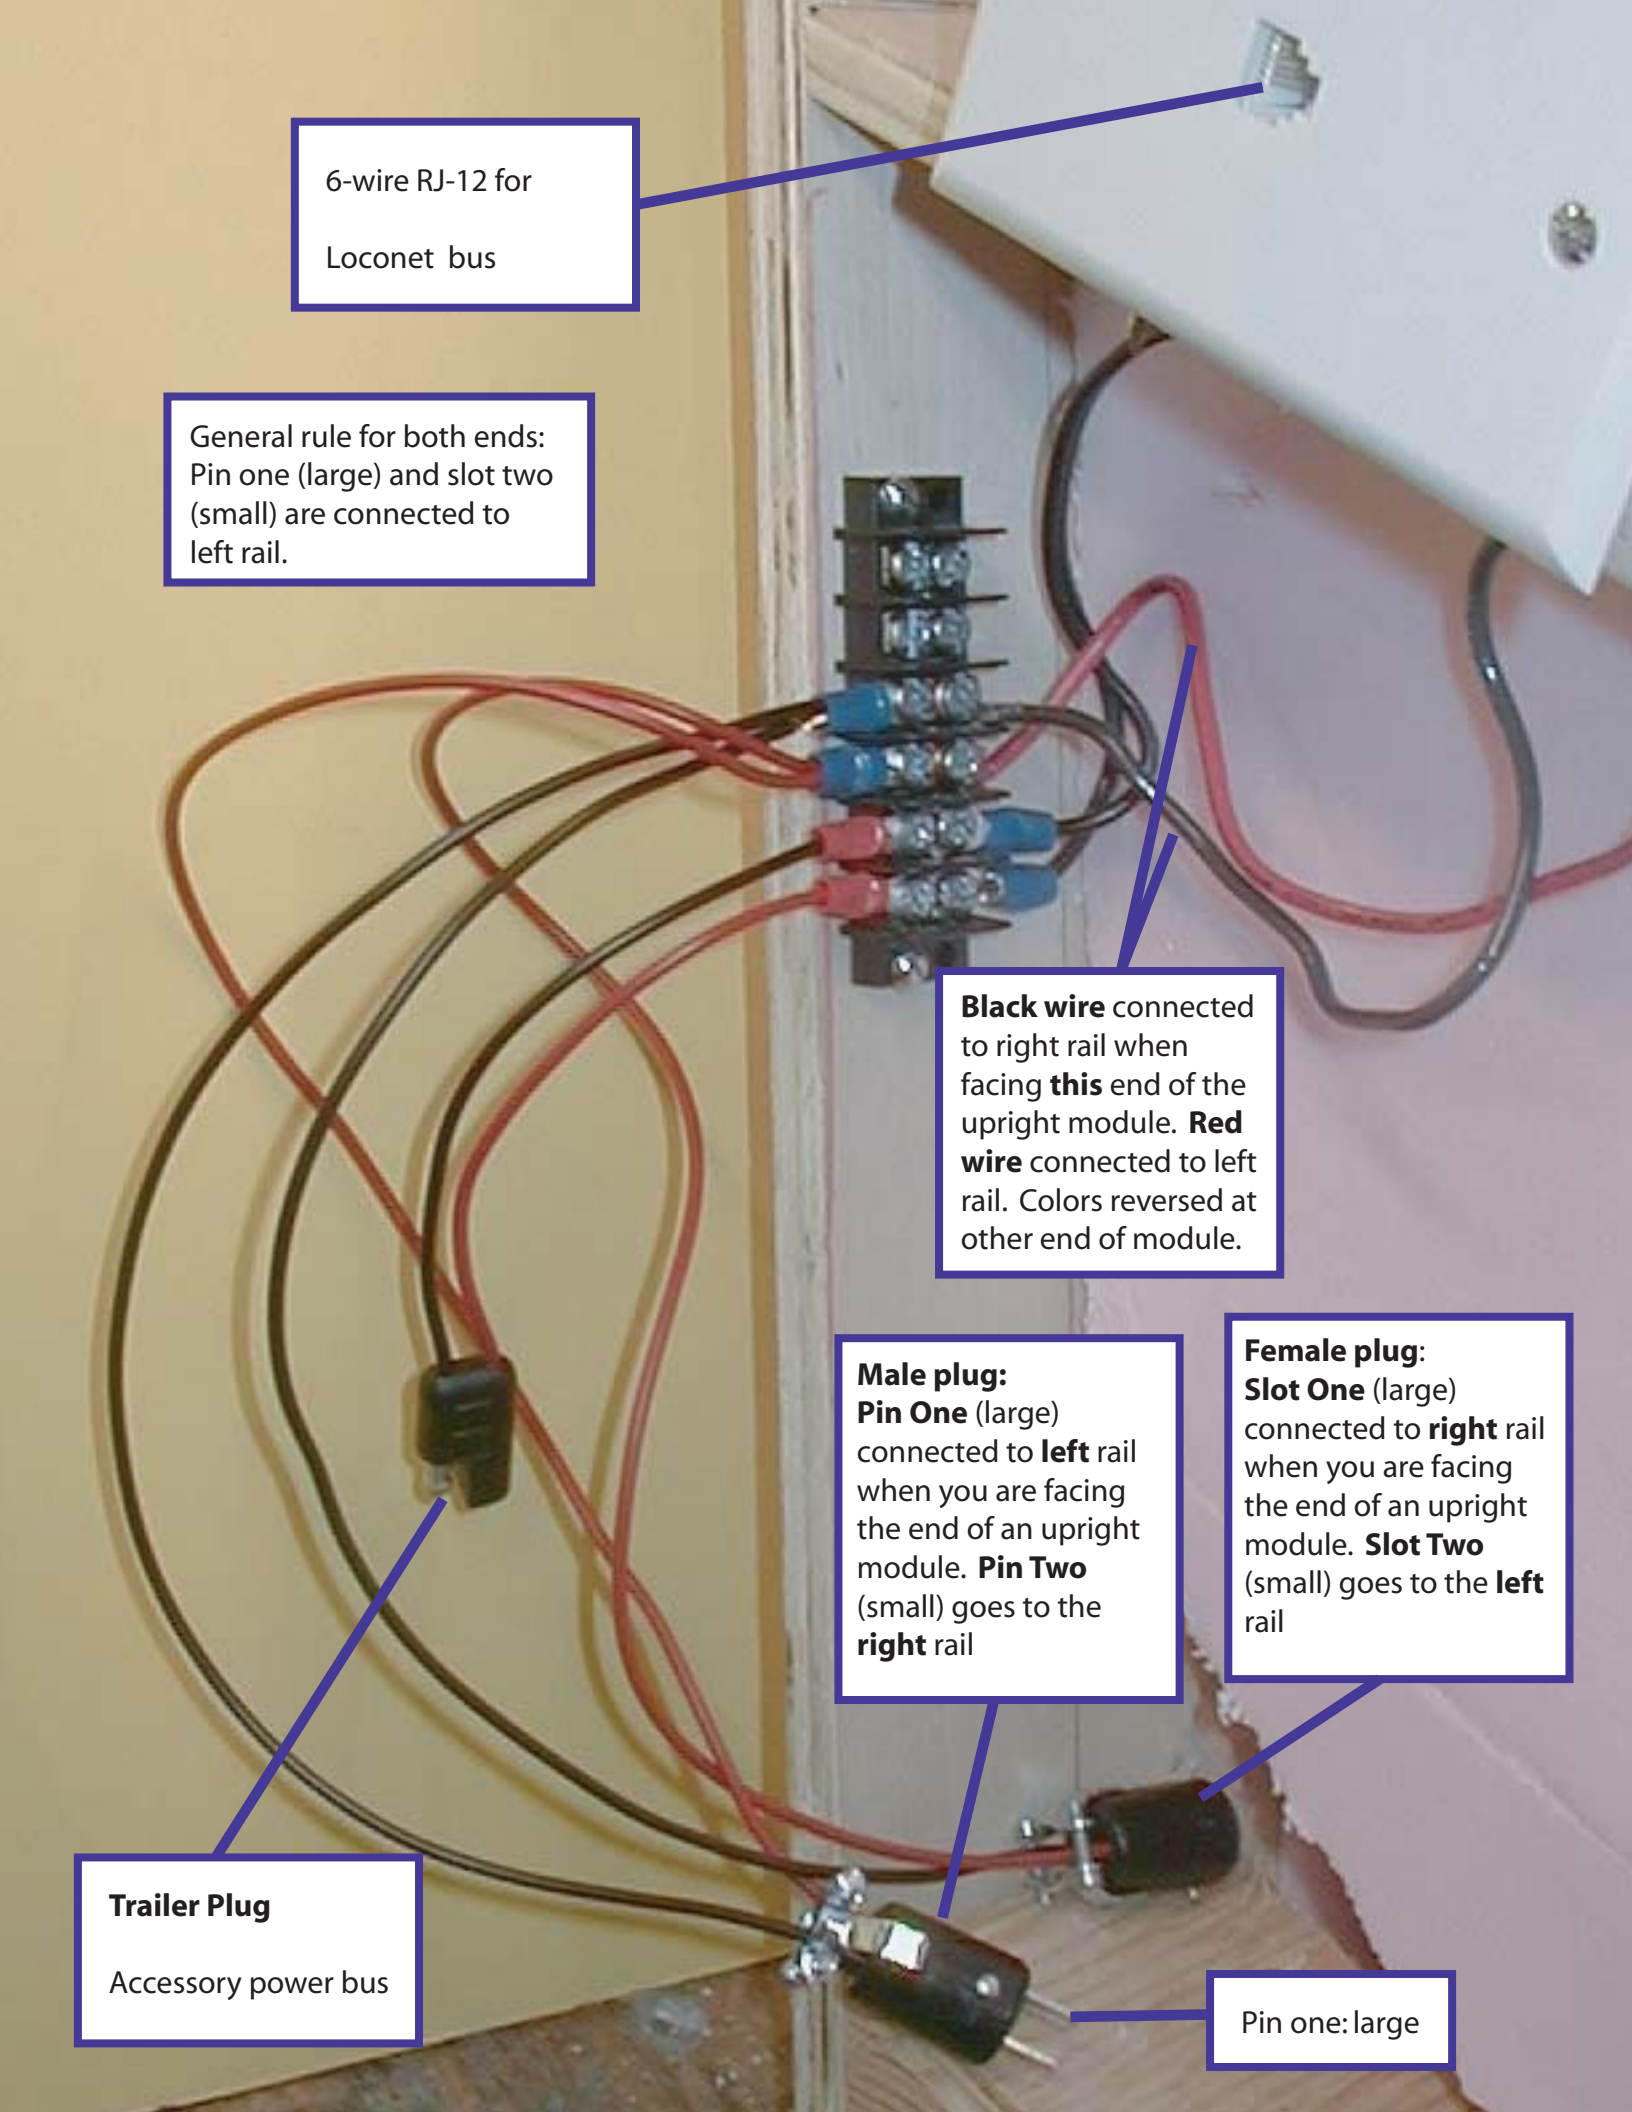 6-wire RJ-12 for
Loconet bus
General rule for both ends:
Pin one (large) and slot two
(small) are connected to
left rail.
Black wire connected
to right rail when
facing this end of the
upright module. Red
wire connected to left
rail. Colors reversed at
other end of module.
Male plug:
Pin One (large)
connected to left rail
when you are facing
the end of an upright
module. Pin Two
(small) goes to the
right rail
Female plug:
Slot One (large)
connected to right rail
when you are facing
the end of an upright
module. Slot Two
(small) goes to the left
rail
Trailer Plug
Accessory power bus
Pin one: large